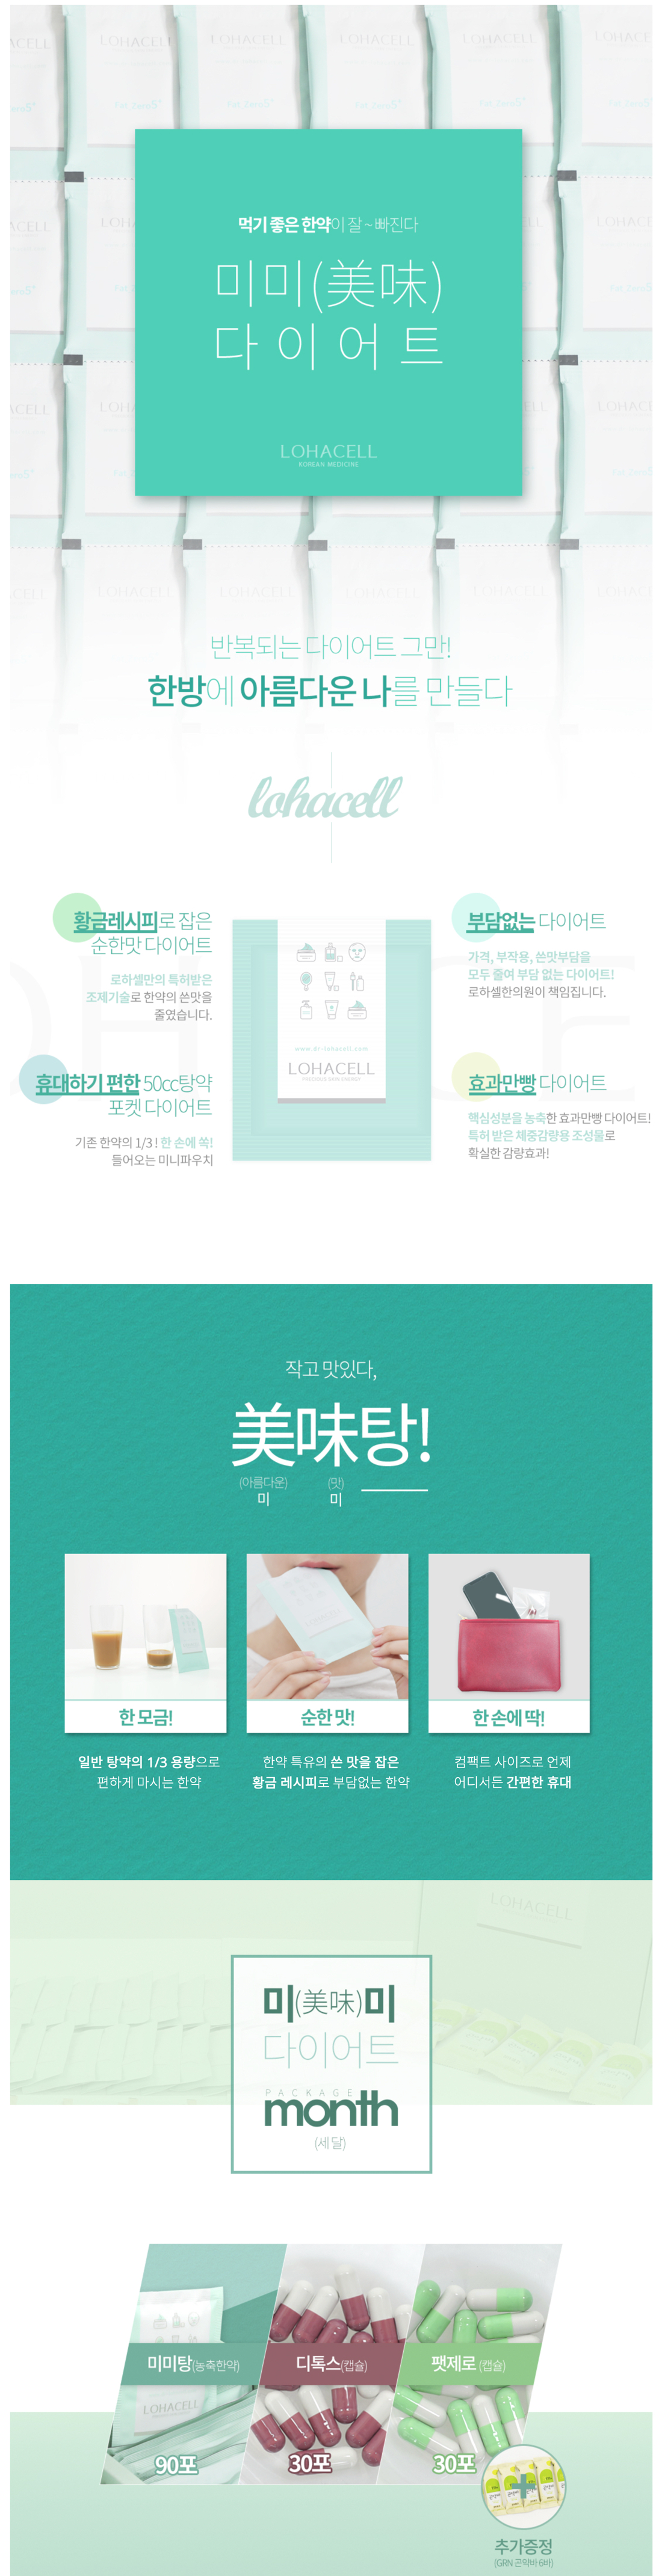 먹기 좋은 한약이 잘~빠진다
미미(美味)
다이어트
LOHACELL
KOREAN MEDICINE
반복되는 다이어트 그만!
한방에 아름다운 나를 만들다
lohacell
황금레시피로 잡은
순한맛 다이어트
로하셀만의 특허받은
조제기술로 한약의 쓴맛을
줄였습니다.
부담없는 다이어트
가격, 부작용, 쓴맛부담을
모두 줄여 부담 없는 다이어트!
로하셀한의원이 책임집니다.
www.dr-lohacell.com
LOHACELL
PRECIOUS SKIN ENERGY
휴대하기 편한 50cc탕약
포켓 다이어트
기존 한약의 1/3 ! 한 손에 쏙!
들어오는 미니파우치
효과만빵 다이어트
핵심성분을 농축한 효과만빵 다이어트!
특허 받은 체중감량용 조성물로
확실한 감량효과!
작고 맛있다,
美味탕!
(아름다운) (맛)
미 미
한 모금!
순한 맛!
한 손에 딱!
일반 탕약의 1/3 용량으로
편하게 마시는 한약
한약 특유의 쓴 맛을 잡은
황금 레시피로 부담없는 한약
컴팩트 사이즈로 언제
어디서든 간편한 휴대
LOHACELL
미(美味)미
다이어트
PACKAGE
month
(세 달)
미미탕(농축한약)
디톡스(캡슐)
팻제로 (캡슐)
LOHACELL
90포
30포
30포
+
추가증정
(GRN 곤약바 6바)